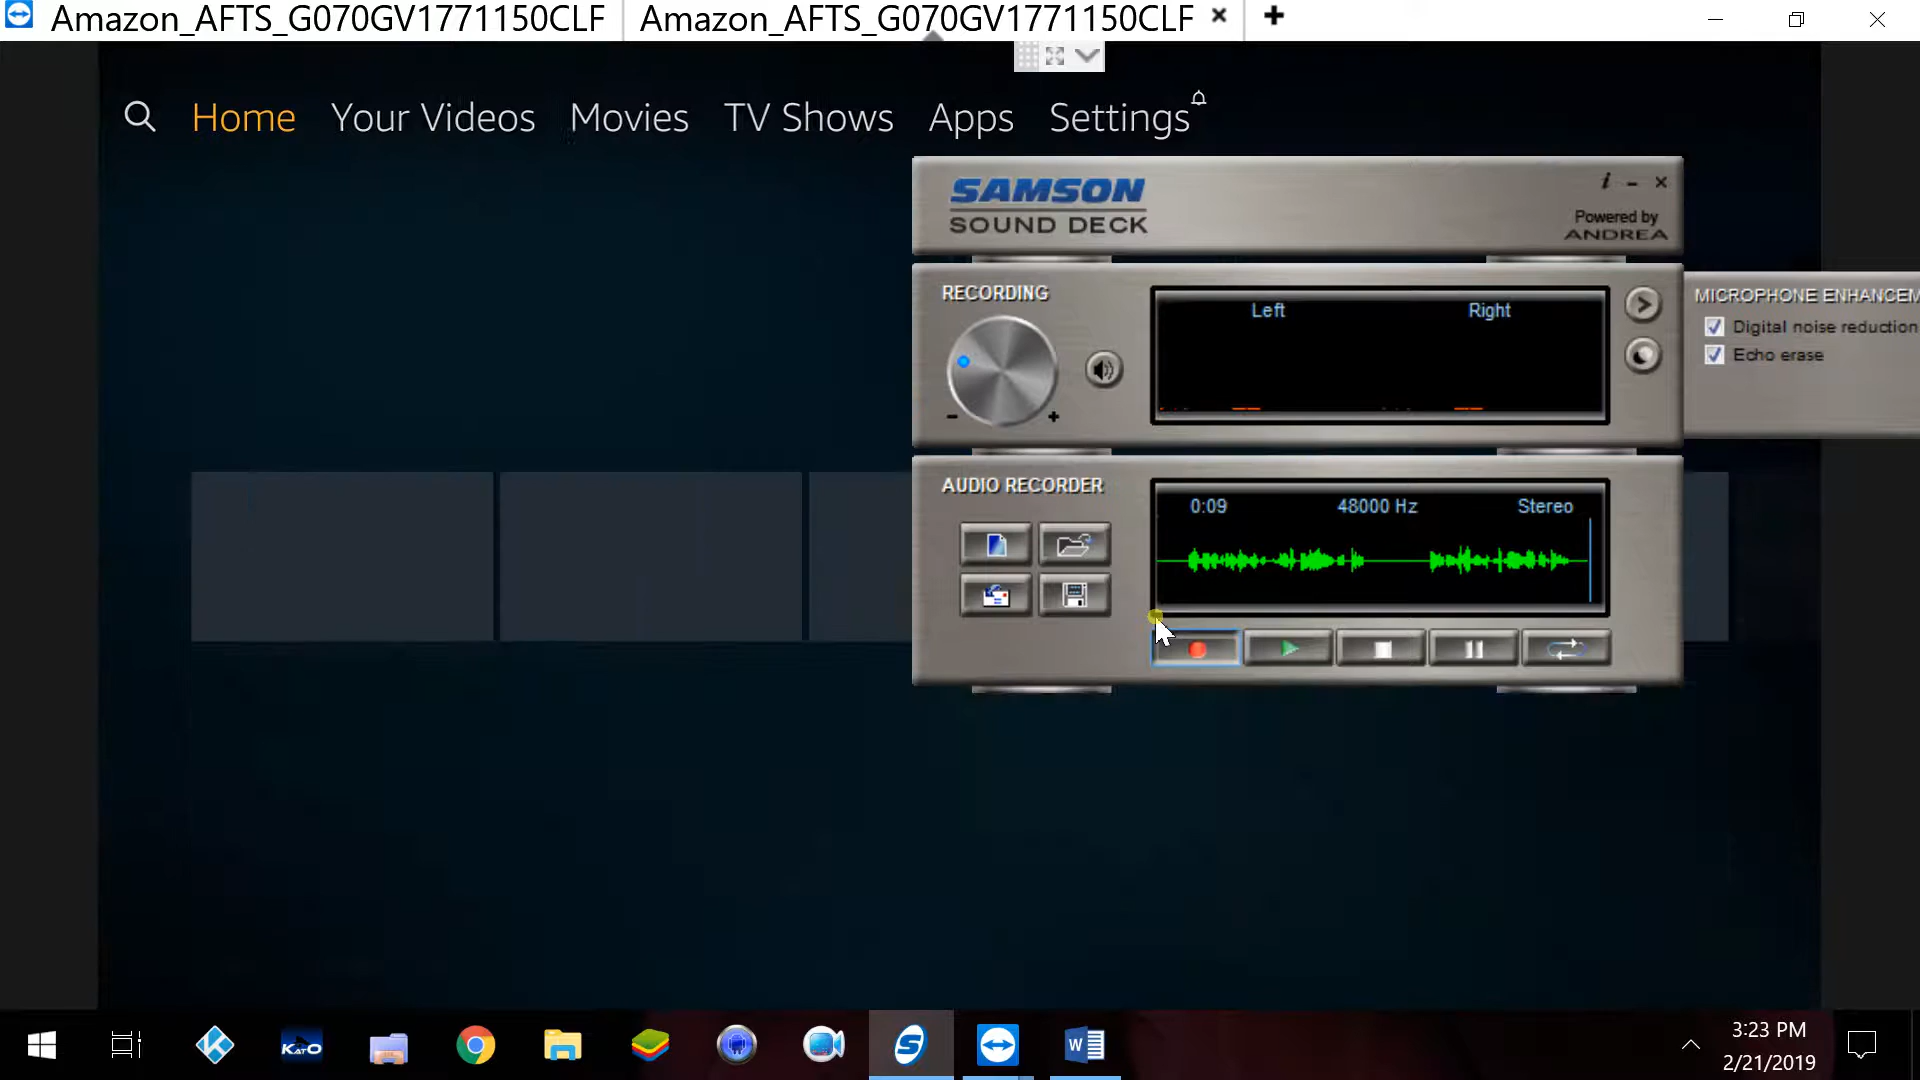 Amazon_AFTS_G070GV1771150CLF
Amazon_AFTS_G070GV1771150CLF
Home Your Videos Movies TV Shows Apps Settings
SAMSON
SOUND DECK
i
Powered by
ANDREA
RECORDING
Left Right
- +
MICROPHONE ENHANCEM
Digital noise reduction
Echo erase
AUDIO RECORDER
0:09 48000 Hz Stereo
KATO
S
W
3:23 PM
2/21/2019